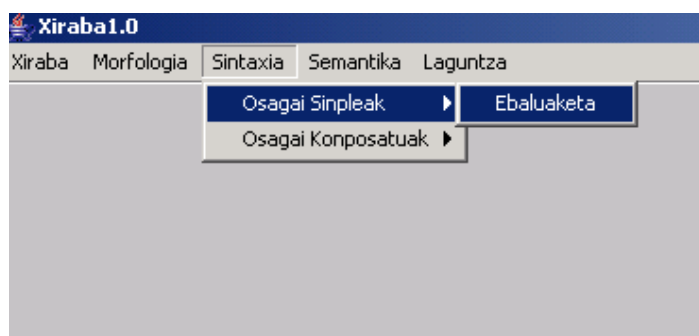 Xiraba1.0
Xiraba Morfologia Sintaxia Semantika Laguntza
Osagai Sinpleak Ebaluaketa
Osagai Konposatuak